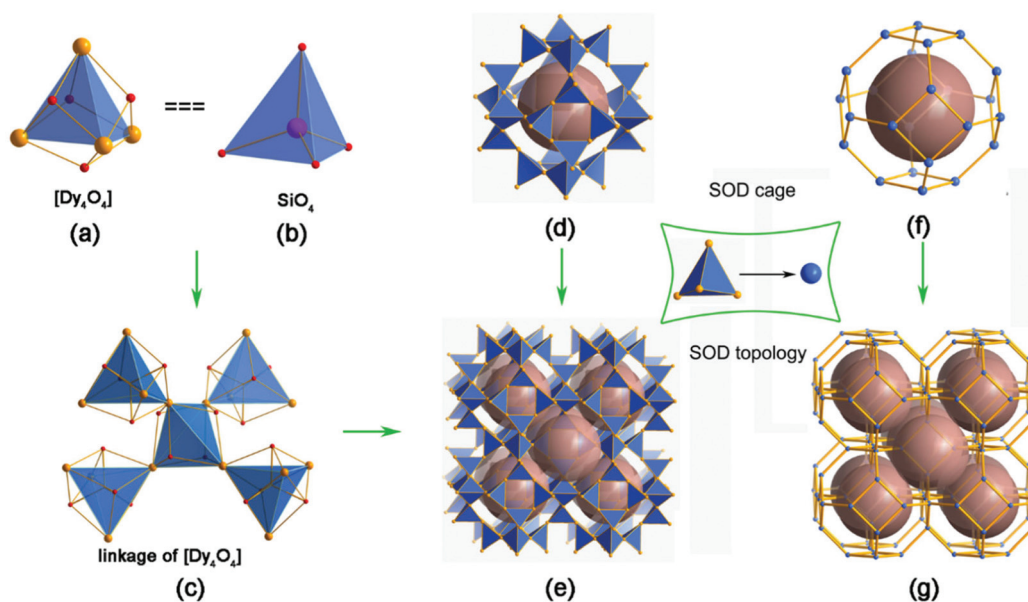 ===
[Dy₄O₄]
SiO₄
(a)
(b)
(d)
SOD cage
(f)
linkage of [Dy₄O₄]
(c)
SOD topology
(e)
(g)